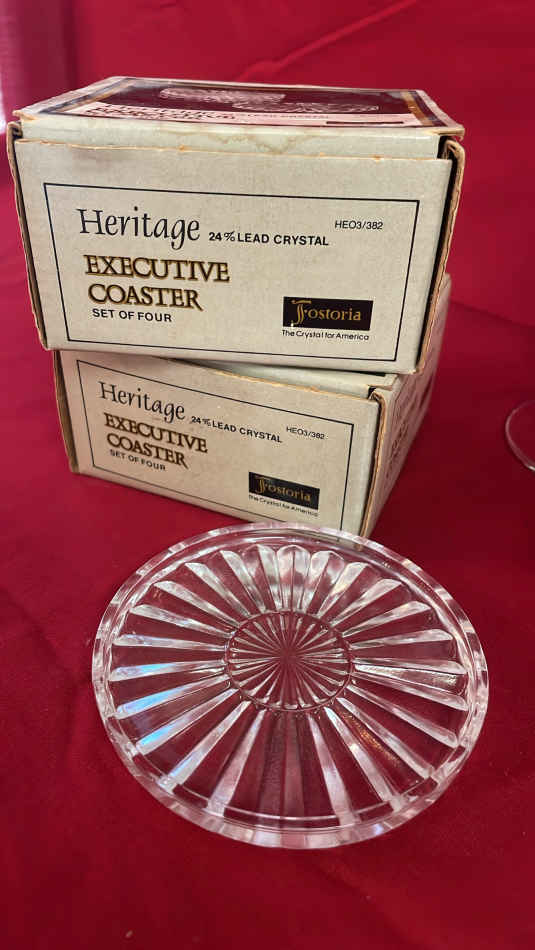 Heritage 24% LEAD CRYSTAL HEO3/382
EXECUTIVE
COASTER
SET OF FOUR
Fostoria
The Crystal for America
Heritage 24% LEAD CRYSTAL HEO3/382
EXECUTIVE
COASTER
SET OF FOUR
Fostoria
The Crystal for America